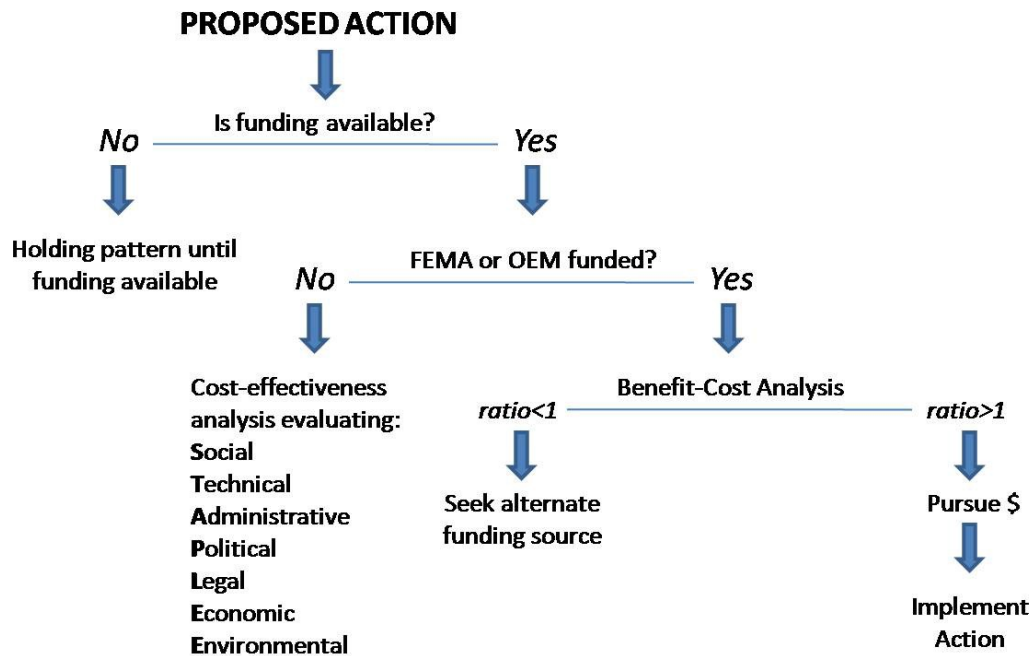 PROPOSED ACTION
Is funding available?
No
Yes
Holding pattern until
funding available
FEMA or OEM funded?
No
Yes
Cost-effectiveness
analysis evaluating:
Social
Technical
Administrative
Political
Legal
Economic
Environmental
Benefit-Cost Analysis
ratio<1
ratio>1
Seek alternate
funding source
Pursue $
Implement
Action